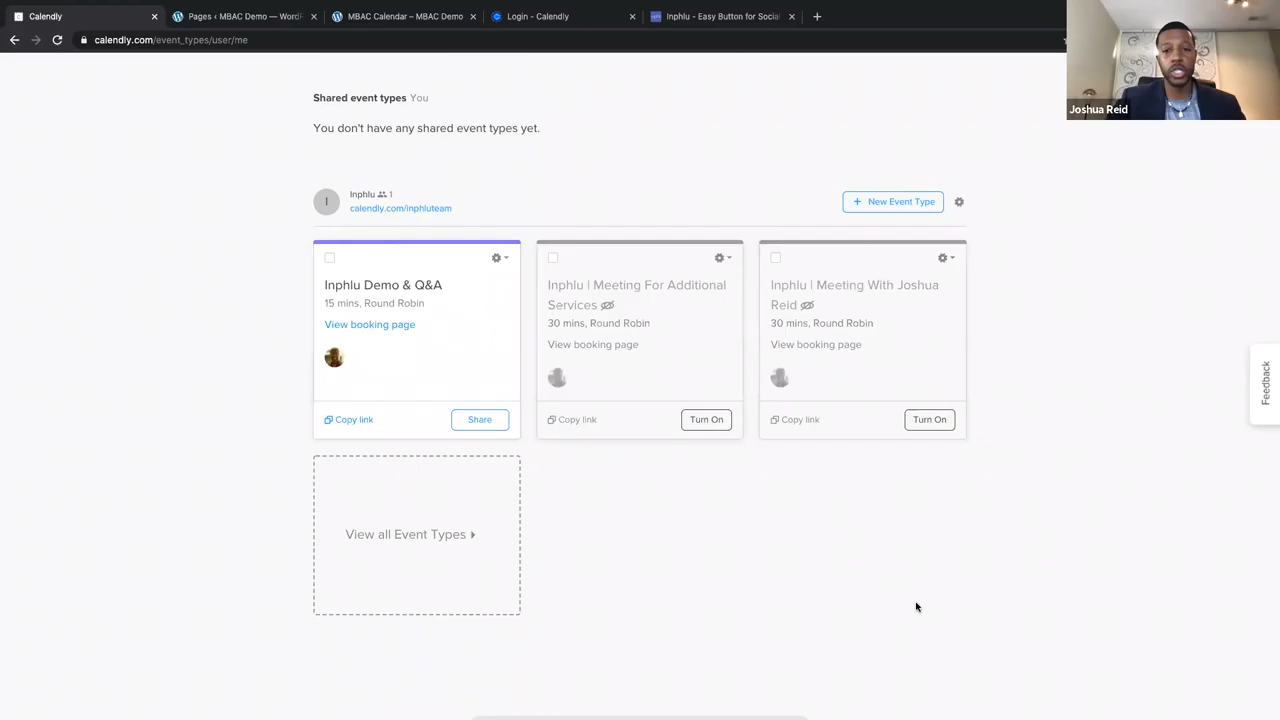 Calendly
Pages ‹ MBAC Demo — WordP
MBAC Calendar – MBAC Demo
Login - Calendly
Inphlu - Easy Button for Social
calendly.com/event_types/user/me
Joshua Reid
Shared event types You
You don't have any shared event types yet.
I
Inphlu 1
calendly.com/inphluteam
+ New Event Type
Inphlu Demo & Q&A
15 mins, Round Robin
View booking page
Copy link
Share
Inphlu | Meeting For Additional
Services
30 mins, Round Robin
View booking page
Copy link
Turn On
Inphlu | Meeting With Joshua
Reid
30 mins, Round Robin
View booking page
Copy link
Turn On
Feedback
View all Event Types